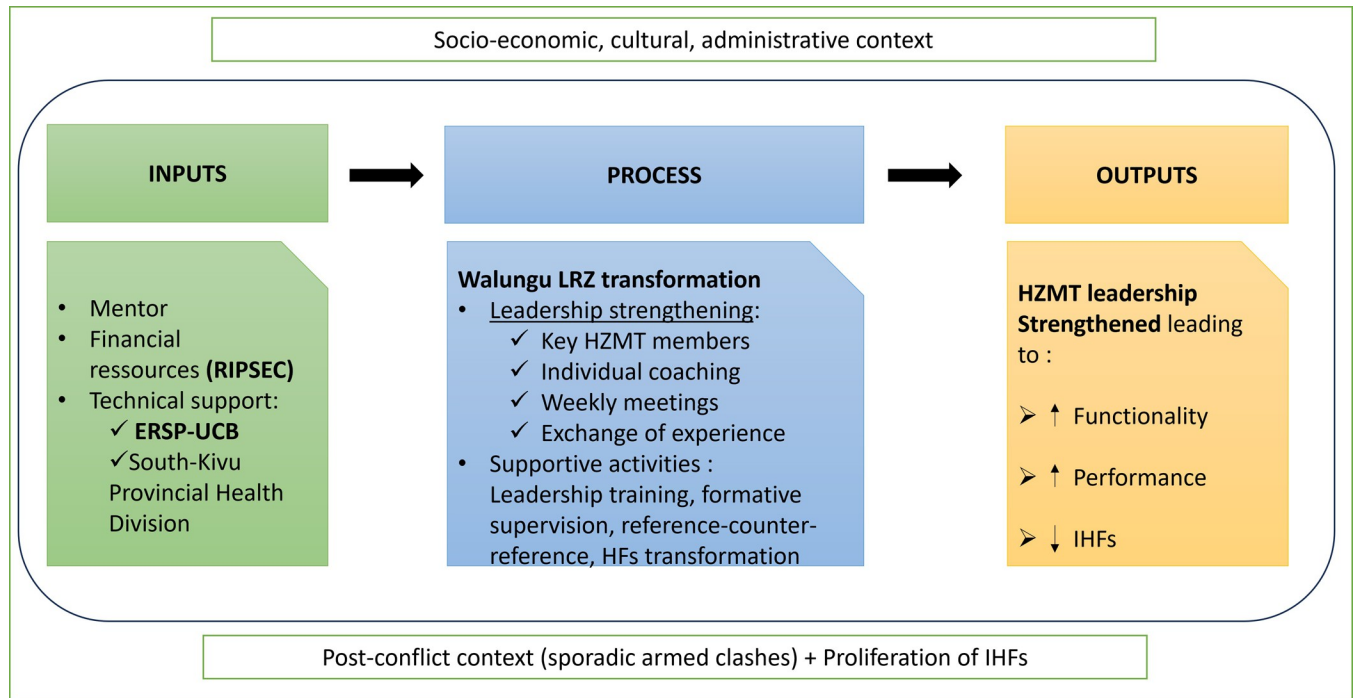 Socio-economic, cultural, administrative context
INPUTS
PROCESS
OUTPUTS
• Mentor
• Financial
ressources (RIPSEC)
• Technical support:
✓ ERSP-UCB
✓South-Kivu
Provincial Health
Division
Walungu LRZ transformation
• Leadership strengthening:
✓ Key HZMT members
✓ Individual coaching
✓ Weekly meetings
✓ Exchange of experience
• Supportive activities :
Leadership training, formative
supervision, reference-counter-
reference, HFs transformation
HZMT leadership
Strengthened leading
to :
➢ ↑ Functionality
➢ ↑ Performance
➢ ↓ IHFs
Post-conflict context (sporadic armed clashes) + Proliferation of IHFs